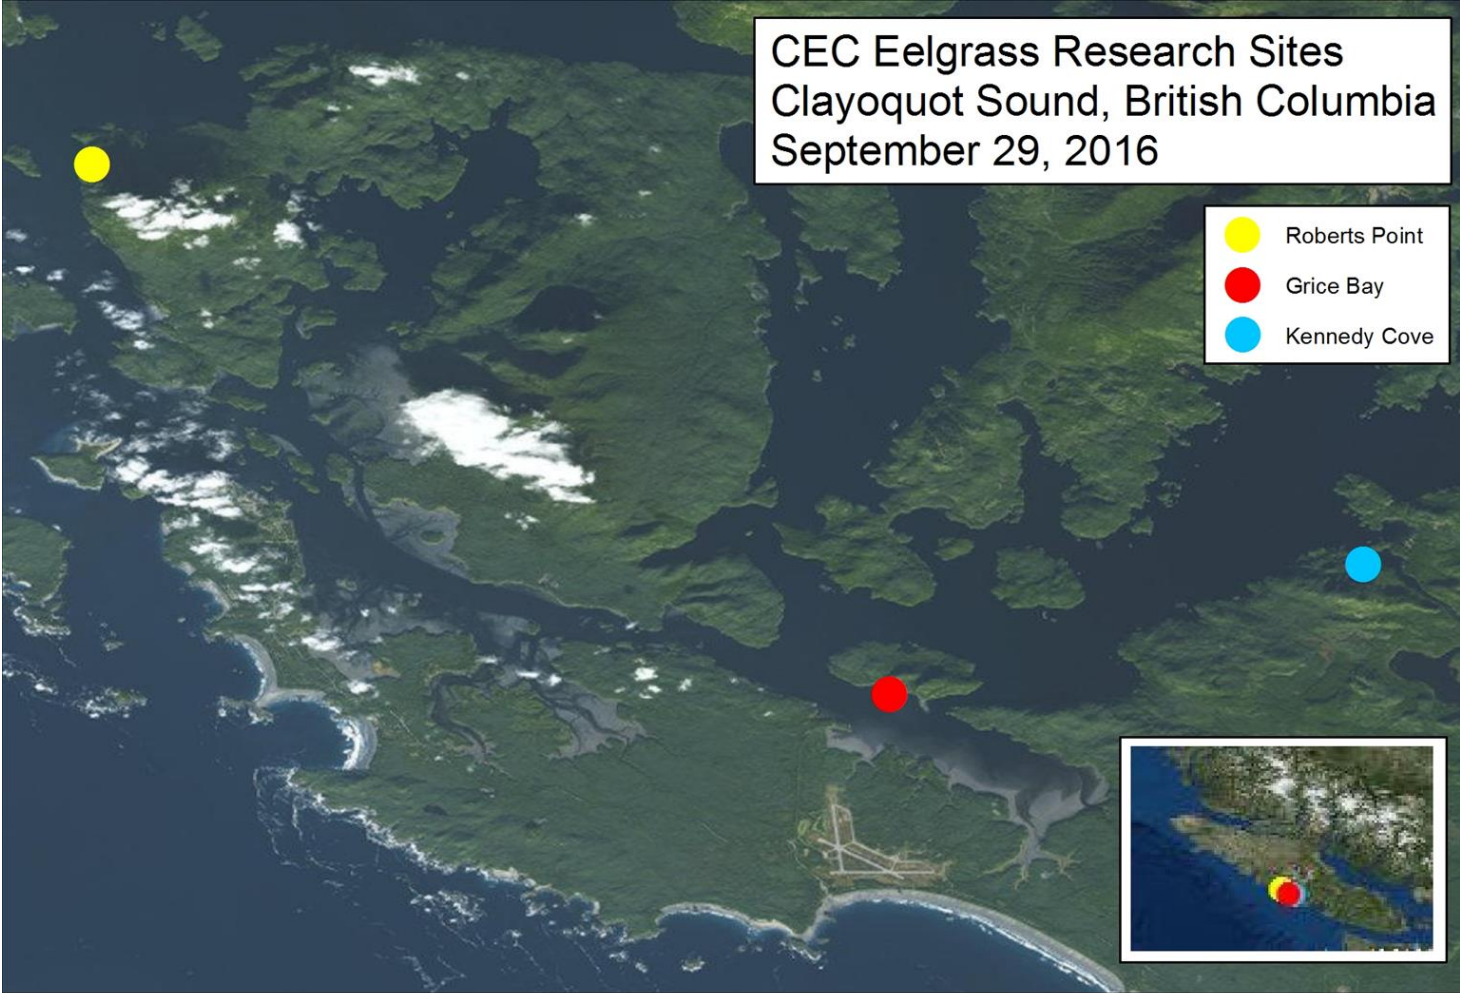 CEC Eelgrass Research Sites
Clayoquot Sound, British Columbia
September 29, 2016
Roberts Point
Grice Bay
Kennedy Cove